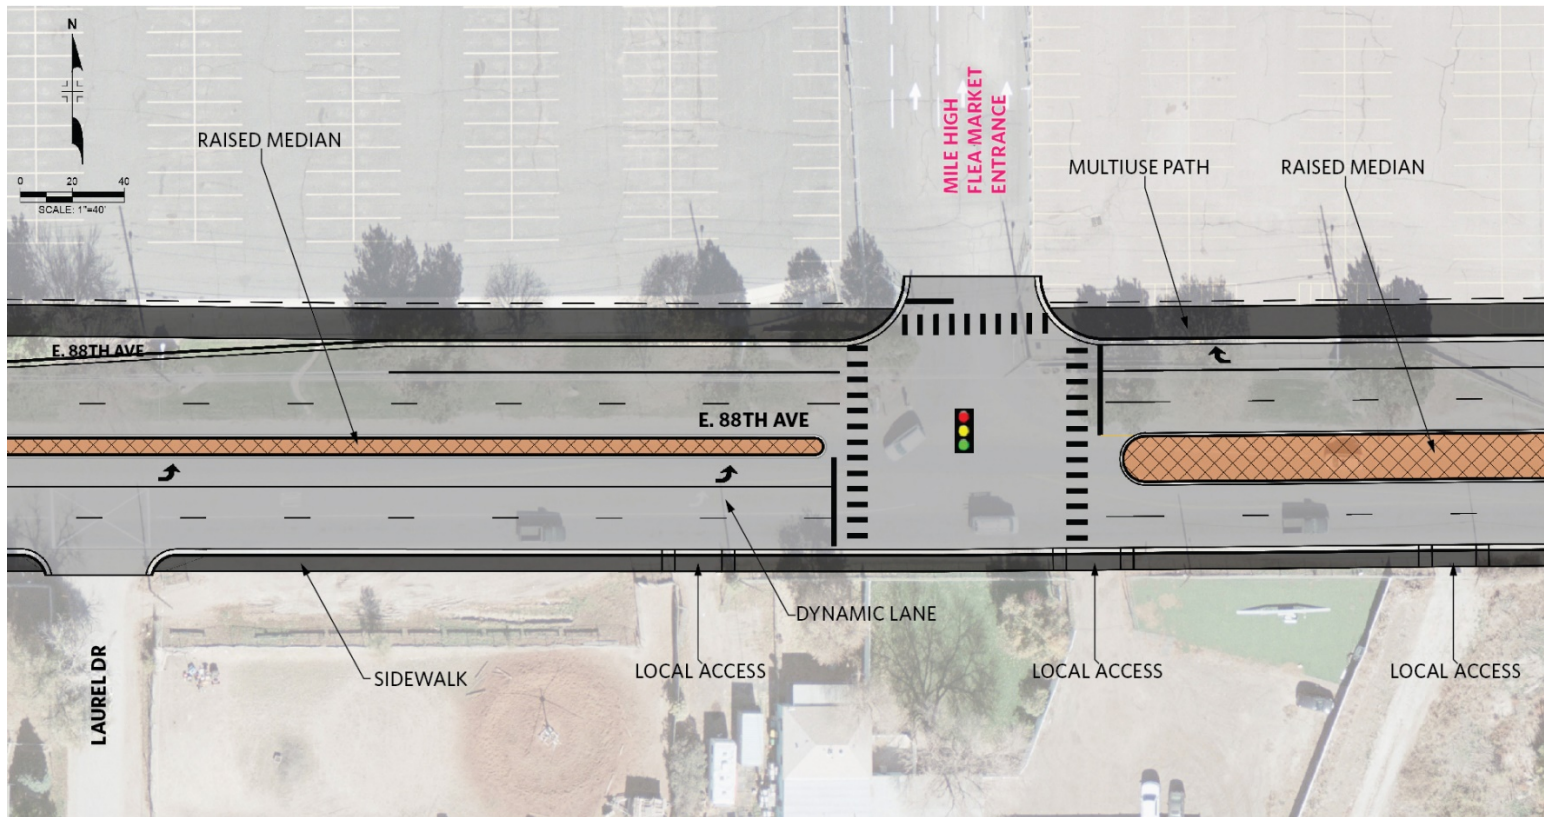 N
0 20 40
SCALE: 1"=40'
RAISED MEDIAN
MILE HIGH
FLEA MARKET
ENTRANCE
MULTIUSE PATH
RAISED MEDIAN
E. 88TH AVE
E. 88TH AVE
DYNAMIC LANE
SIDEWALK
LOCAL ACCESS
LOCAL ACCESS
LOCAL ACCESS
LAUREL DR